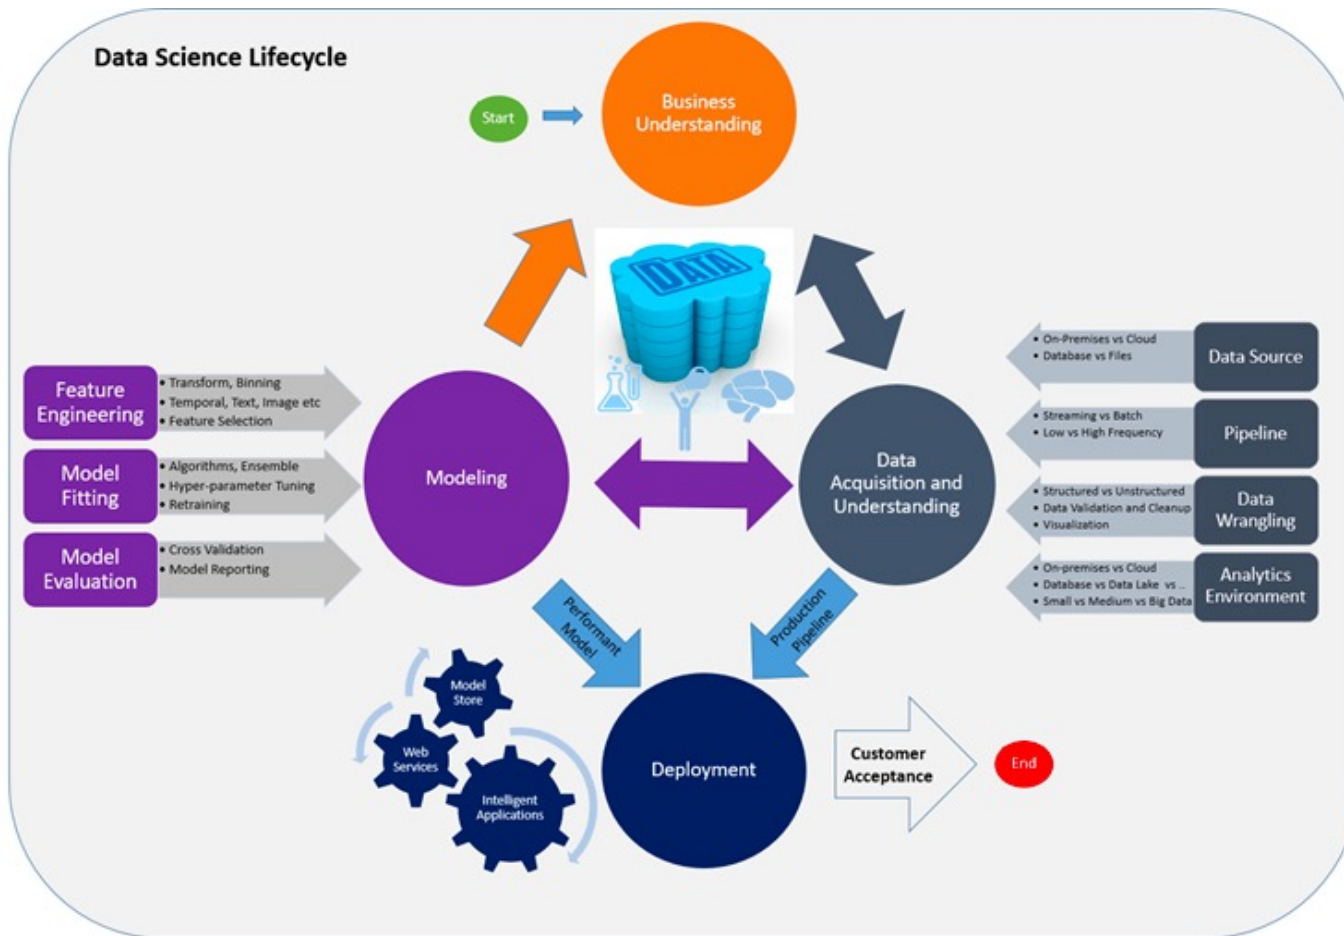 Data Science Lifecycle
Start
Business
Understanding
DATA
Feature
Engineering
• Transform, Binning
• Temporal, Text, Image etc
• Feature Selection
Model
Fitting
• Algorithms, Ensemble
• Hyper-parameter Tuning
• Retraining
Model
Evaluation
• Cross Validation
• Model Reporting
Modeling
Data
Acquisition and
Understanding
• On-Premises vs Cloud
• Database vs Files
Data Source
• Streaming vs Batch
• Low vs High Frequency
Pipeline
• Structured vs Unstructured
• Data Validation and Cleanup
• Visualization
Data
Wrangling
• On-premises vs Cloud
• Database vs Data Lake vs ..
• Small vs Medium vs Big Data
Analytics
Environment
Performant
Model
Production
Pipeline
Model
Store
Web
Services
Intelligent
Applications
Deployment
Customer
Acceptance
End